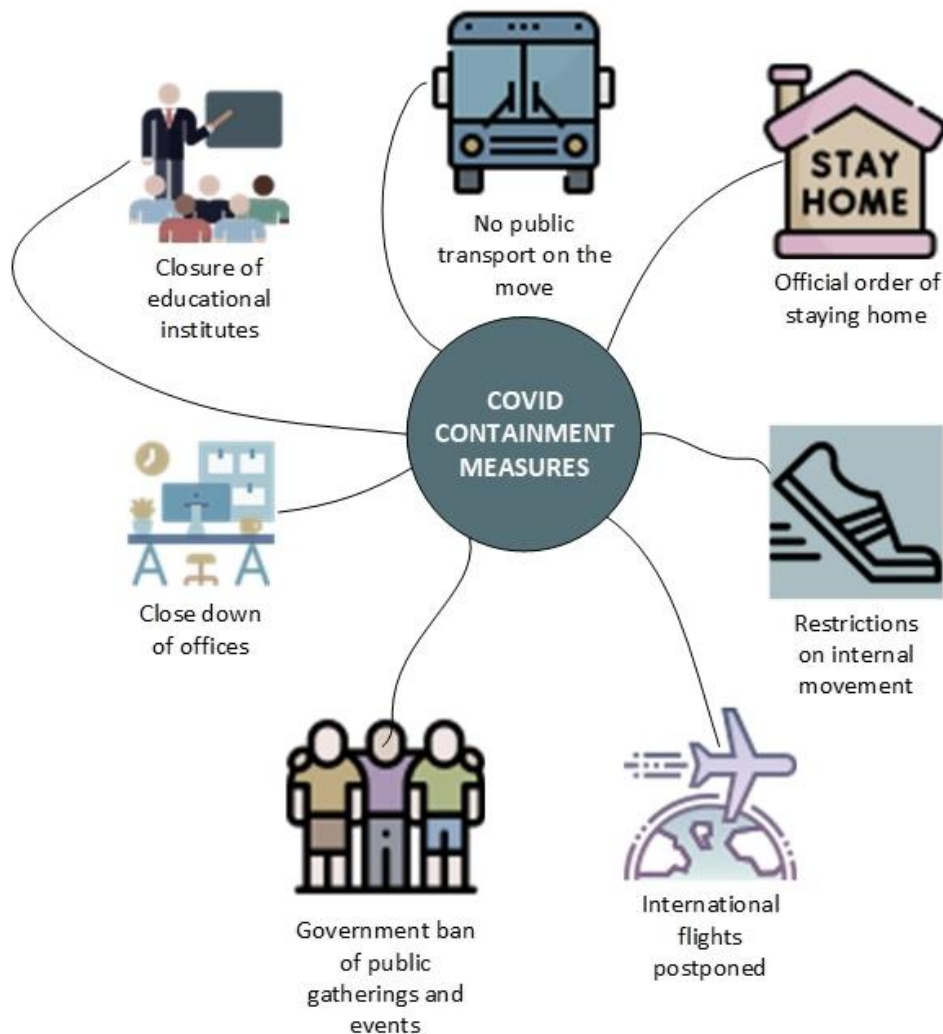 No public
transport on the
move
STAY
HOME
Official order of
staying home
Closure of
educational
institutes
COVID
CONTAINMENT
MEASURES
Close down
of offices
Restrictions
on internal
movement
Government ban
of public
gatherings and
events
International
flights
postponed